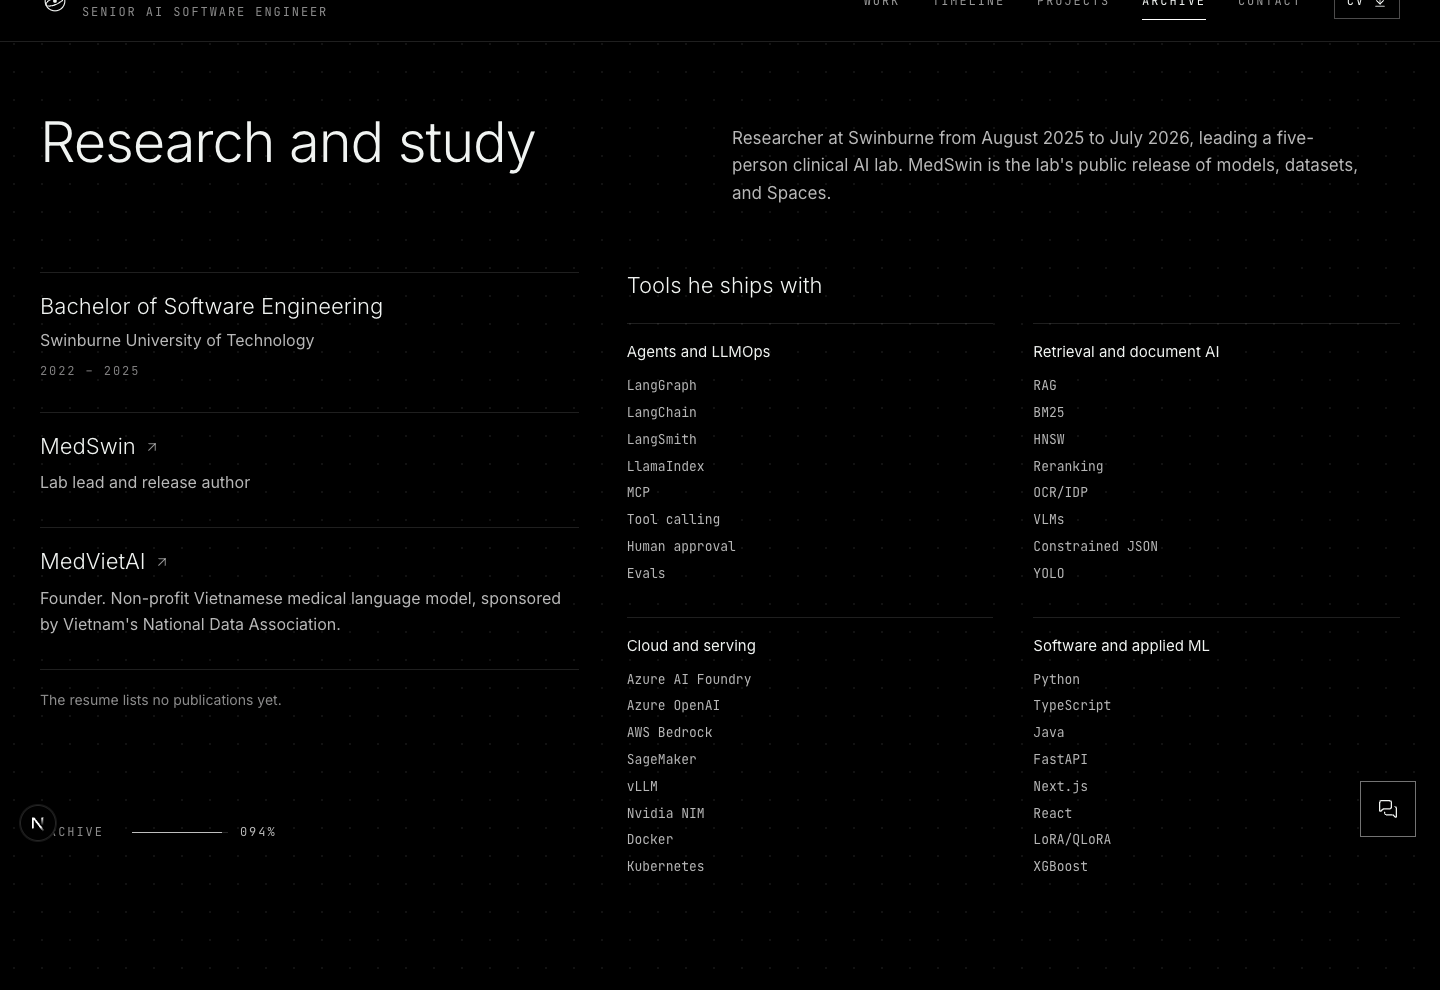 SENIOR AI SOFTWARE ENGINEER
WORK TIMELINE PROJECTS ARCHIVE CONTACT CV
Research and study
Researcher at Swinburne from August 2025 to July 2026, leading a five-
person clinical AI lab. MedSwin is the lab's public release of models, datasets,
and Spaces.
Bachelor of Software Engineering
Swinburne University of Technology
2022 – 2025
MedSwin
Lab lead and release author
MedVietAI
Founder. Non-profit Vietnamese medical language model, sponsored
by Vietnam's National Data Association.
The resume lists no publications yet.
Tools he ships with
Agents and LLMOps
LangGraph
LangChain
LangSmith
LlamaIndex
MCP
Tool calling
Human approval
Evals
Retrieval and document AI
RAG
BM25
HNSW
Reranking
OCR/IDP
VLMs
Constrained JSON
YOLO
Cloud and serving
Azure AI Foundry
Azure OpenAI
AWS Bedrock
SageMaker
vLLM
Nvidia NIM
Docker
Kubernetes
Software and applied ML
Python
TypeScript
Java
FastAPI
Next.js
React
LoRA/QLoRA
XGBoost
N
CHIVE 094%